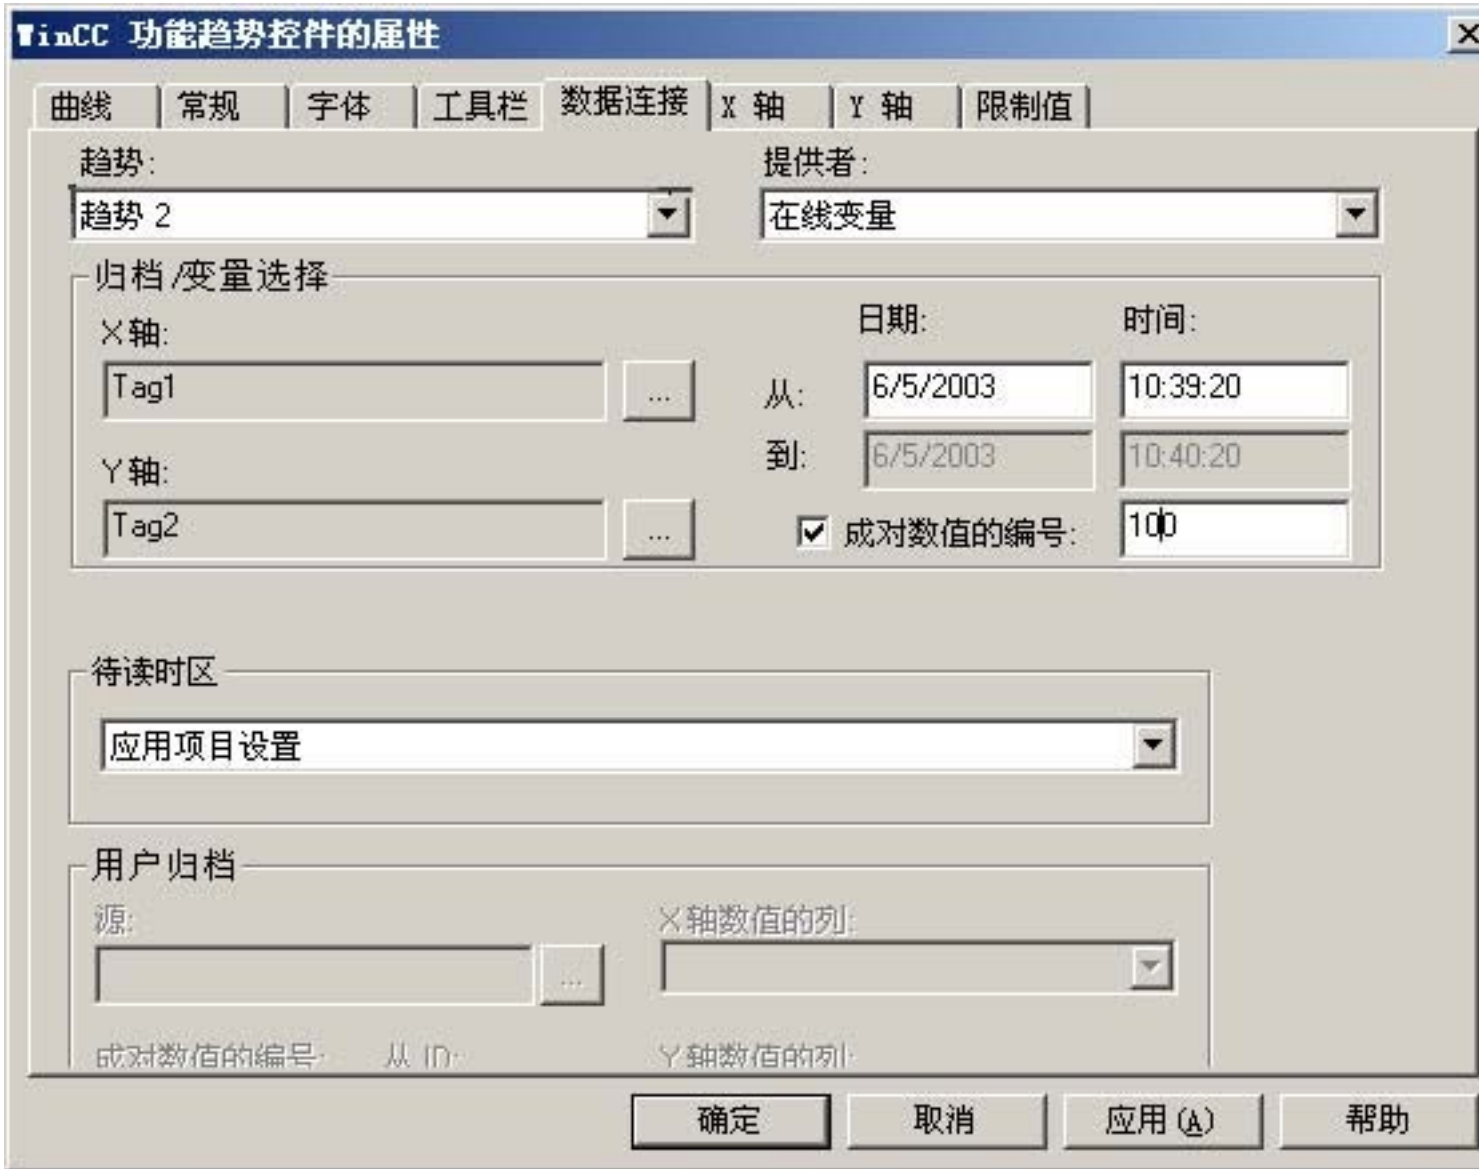 WinCC 功能趋势控件的属性
曲线 常规 字体 工具栏 数据连接 X 轴 Y 轴 限制值
趋势: 提供者:
趋势 2 在线变量
归档/变量选择
日期: 时间:
X轴:
Tag1 ... 从: 6/5/2003 10:39:20
到: 6/5/2003 10:40:20
Y轴:
Tag2 ... 成对数值的编号: 100
待读时区
应用项目设置
用户归档
源: X轴数值的列:
...
成对数值的编号: 从 ID: Y轴数值的列:
确定 取消 应用(A) 帮助